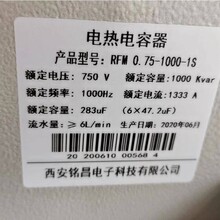 电热电容器
产品型号: RFM 0.75-1000-1S
额定电压: 750 V 额定容量: 1000 Kvar
额定频率: 1000Hz 额定电流: 1333 A
额定容量: 283uF (6×47.2uF)
流水量: ≥ 6L/min 生产日期: 2020年06月
20 200610 00568 4
西安铭昌电子科技有限公司